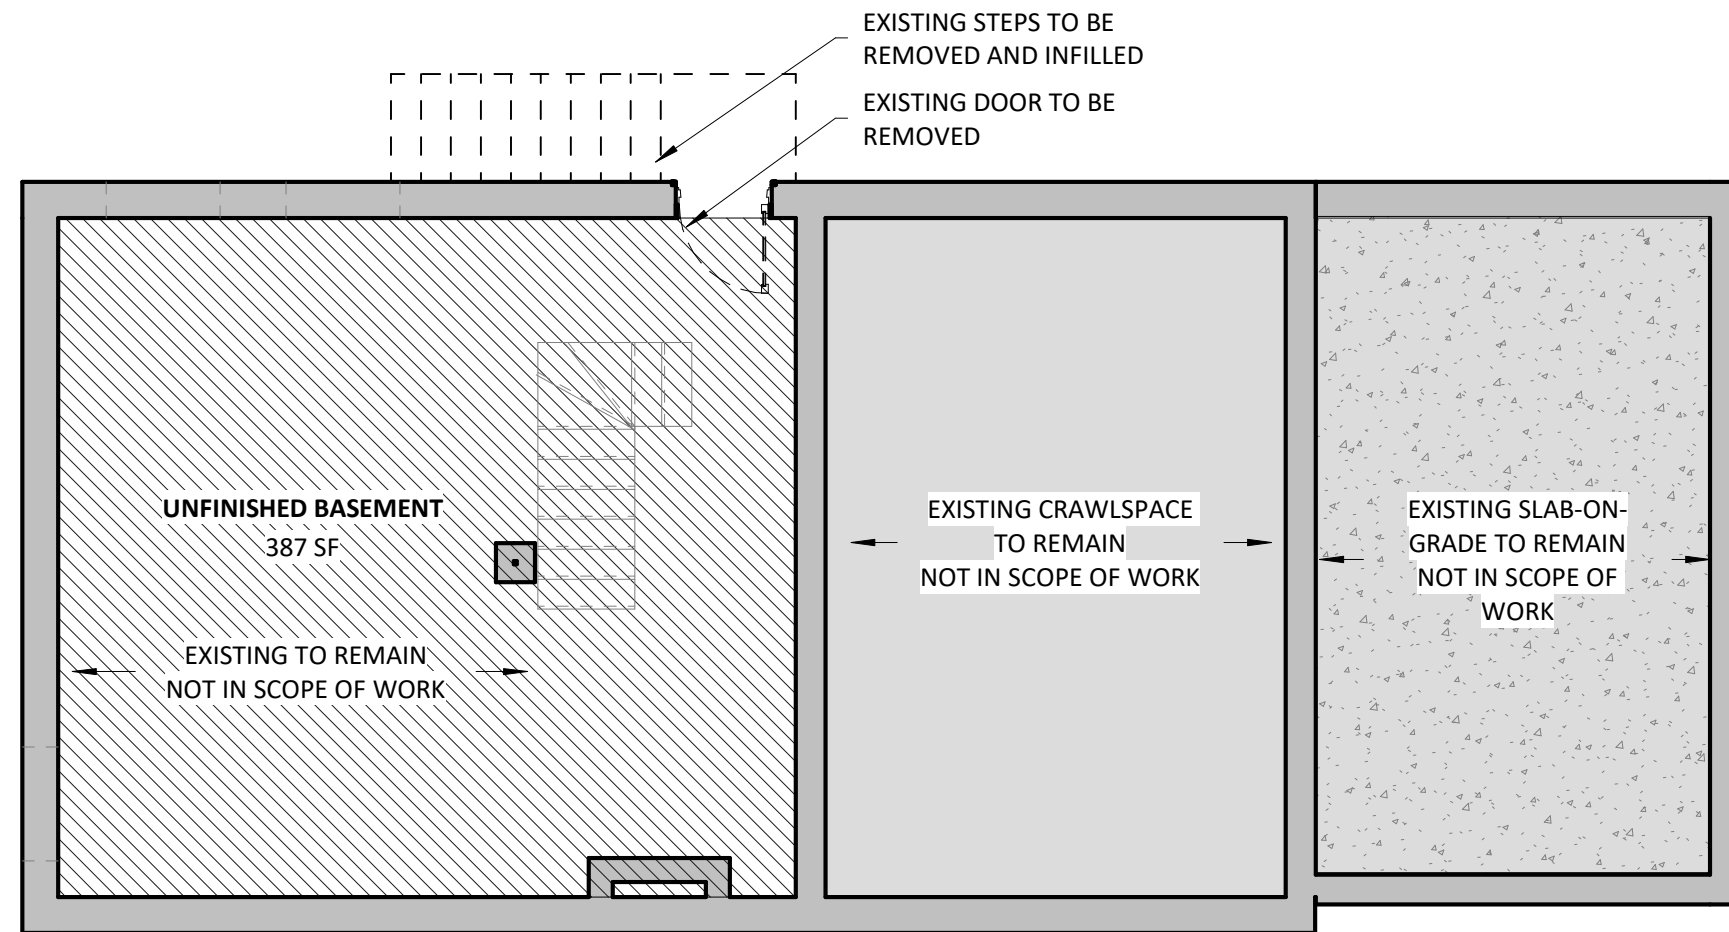 EXISTING STEPS TO BE
REMOVED AND INFILLED
EXISTING DOOR TO BE
REMOVED
UNFINISHED BASEMENT
387 SF
EXISTING TO REMAIN
NOT IN SCOPE OF WORK
EXISTING CRAWLSPACE
TO REMAIN
NOT IN SCOPE OF WORK
EXISTING SLAB-ON-
GRADE TO REMAIN
NOT IN SCOPE OF
WORK